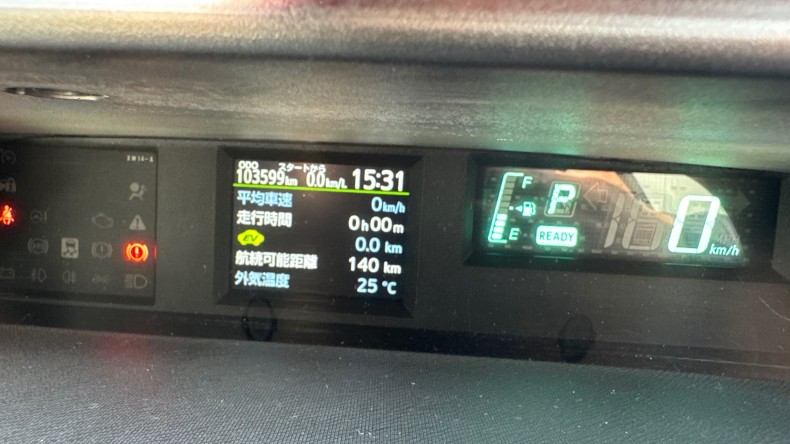 ODO スタートから
103599km 0.0km/L 15:31
平均車速 0km/h
走行時間 0h00m
EV 0.0 km
航続可能距離 140 km
外気温度 25 ℃
F
E
P
READY
0 km/h